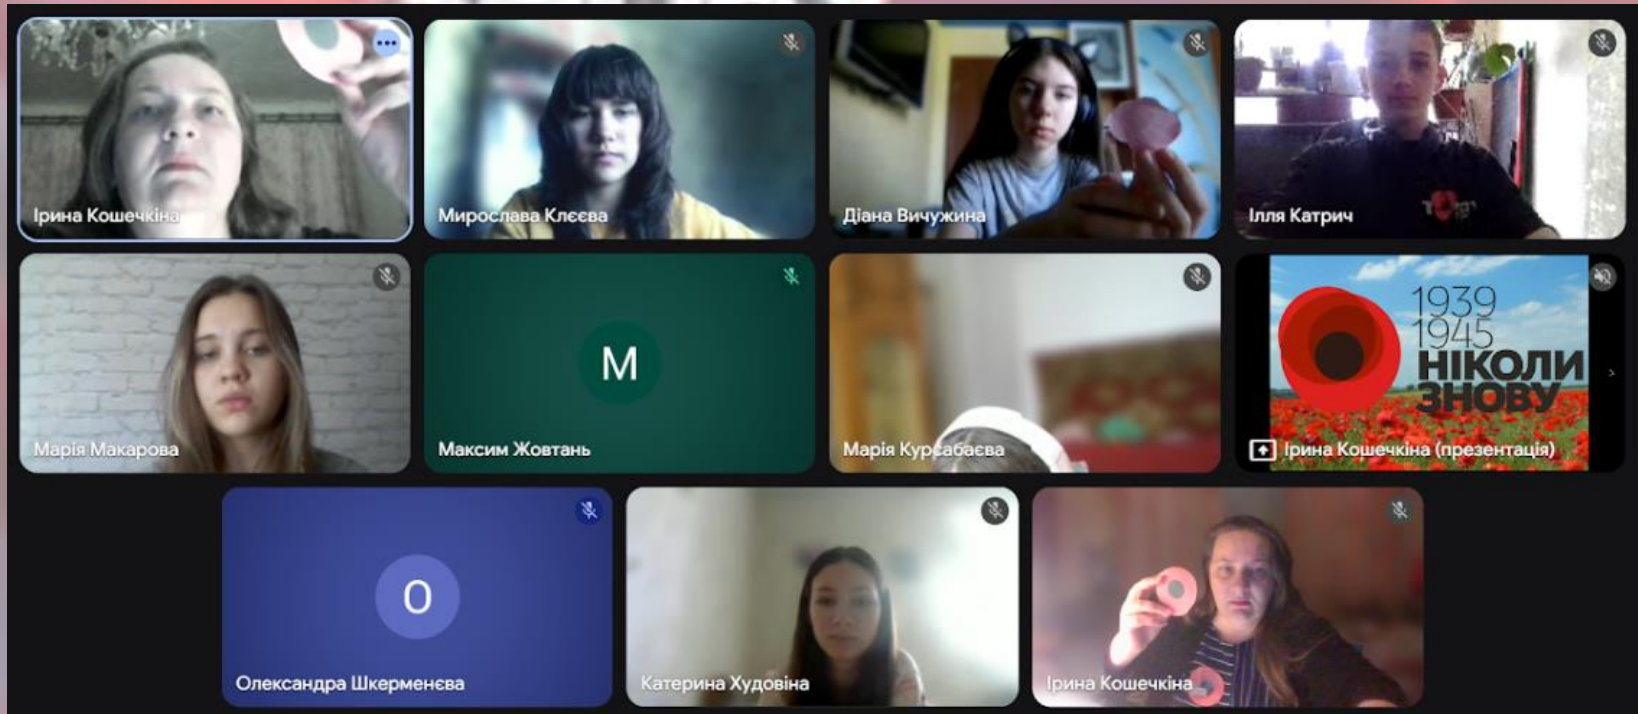 Ірина Кошечкіна
Мирослава Клєєва
Діана Вичужина
Ілля Катрич
Марія Макарова
М
Максим Жовтань
Марія Курсабаєва
1939
1945
НІКОЛИ
ЗНОВУ
Ірина Кошечкіна (презентація)
О
Олександра Шкерменєва
Катерина Худовіна
Ірина Кошечкіна